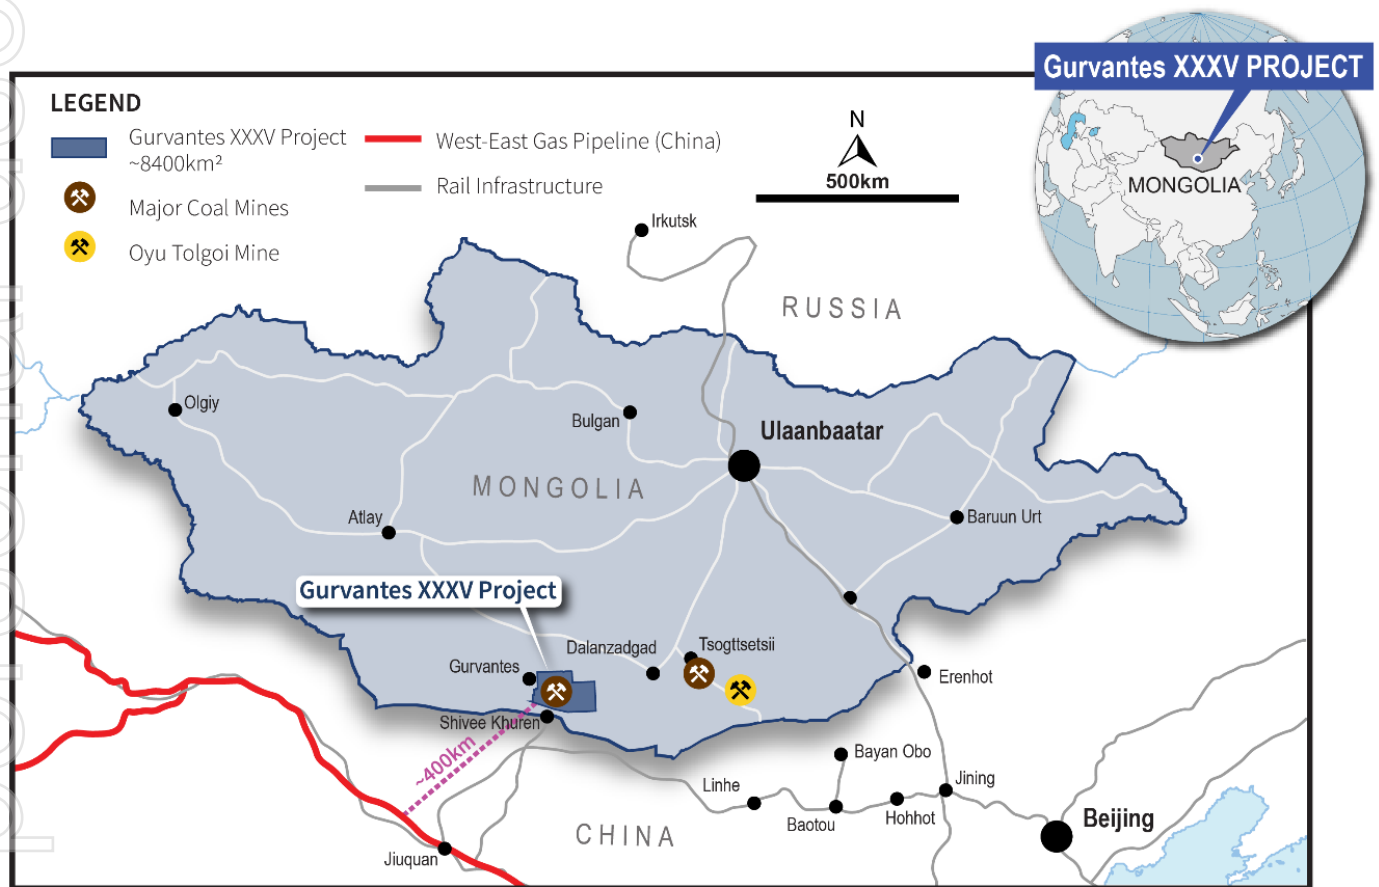 Gurvantes XXXV PROJECT
MONGOLIA
LEGEND
Gurvantes XXXV Project
~8400km²
Major Coal Mines
Oyu Tolgoi Mine
West-East Gas Pipeline (China)
Rail Infrastructure
N
500km
Irkutsk
RUSSIA
Olgiy
Bulgan
Ulaanbaatar
MONGOLIA
Atlay
Baruun Urt
Gurvantes XXXV Project
Dalanzadgad
Tsogttsetsii
Gurvantes
Erenhot
Shivee Khuren
~400km
Bayan Obo
Linhe
Jining
Baotou
Hohhot
Beijing
CHINA
Jiuquan